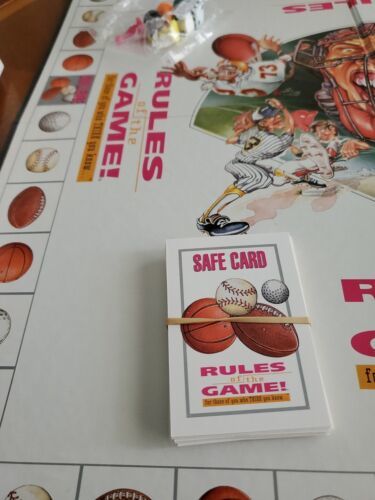 LES
73
RULES
of the
GAME!
for those of you who THINK you know...
SAFE CARD
RULES
of the
GAME!
for those of you who THINK you know...
R